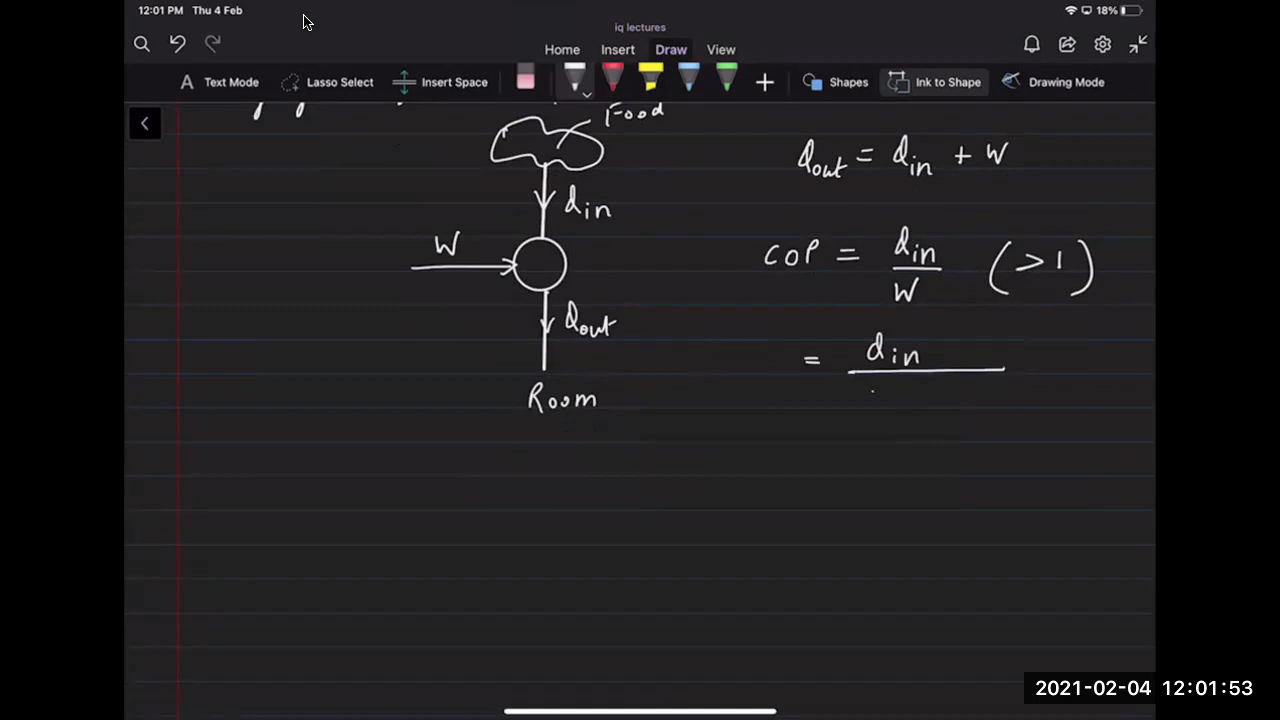 12:01 PM Thu 4 Feb
18%
iq lectures
Home Insert Draw View
Text Mode Lasso Select Insert Space Shapes Ink to Shape Drawing Mode
Food
Qout = Qin + W
Qin
W
COP = Qin / W (>1)
Qout
= Qin
Room
2021-02-04 12:01:53